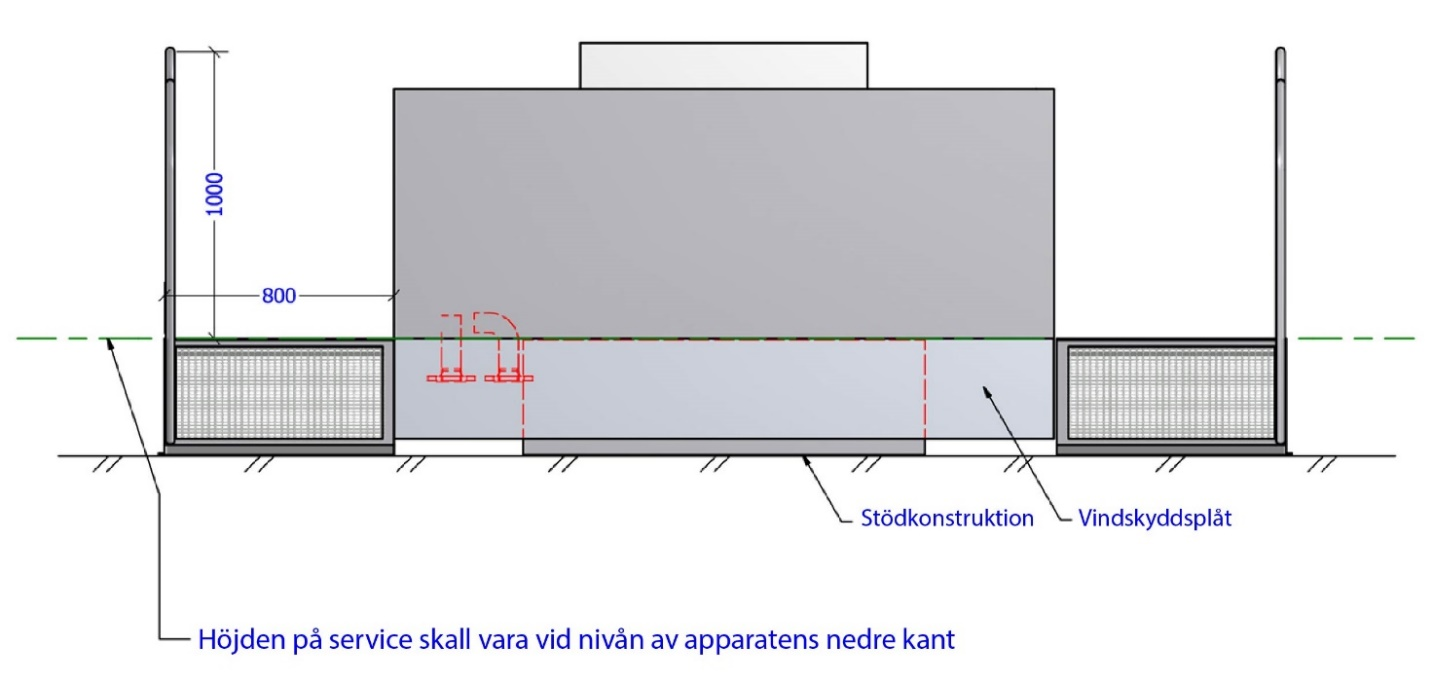 1000
800
Stödkonstruktion
Vindskyddsplåt
Höjden på service skall vara vid nivån av apparatens nedre kant